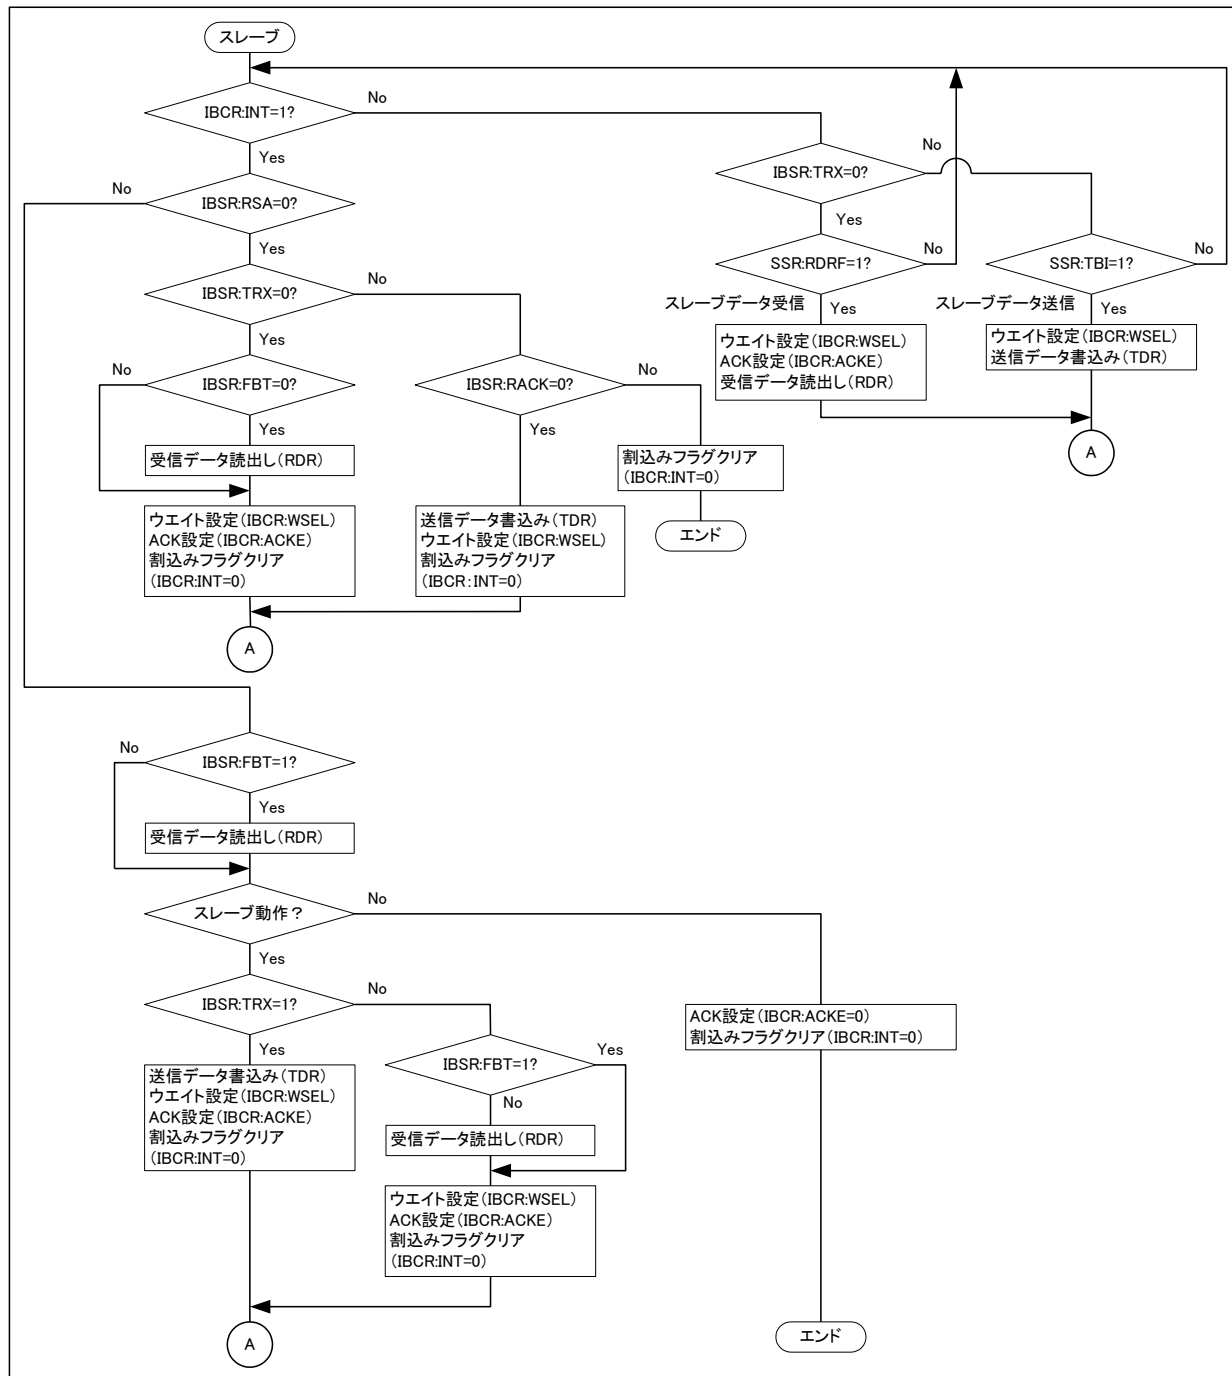 スレーブ
IBCR:INT=1?
No
Yes
IBSR:TRX=0?
No
Yes
No
IBSR:RSA=0?
Yes
SSR:RDRF=1?
No
SSR:TBI=1?
No
IBSR:TRX=0?
No
Yes
スレーブデータ受信
Yes
スレーブデータ送信
Yes
ウエイト設定(IBCR:WSEL)
ACK設定(IBCR:ACKE)
受信データ読出し(RDR)
ウエイト設定(IBCR:WSEL)
送信データ書込み(TDR)
A
No
IBSR:FBT=0?
Yes
IBSR:RACK=0?
No
Yes
受信データ読出し(RDR)
割込みフラグクリア
(IBCR:INT=0)
エンド
ウエイト設定(IBCR:WSEL)
ACK設定(IBCR:ACKE)
割込みフラグクリア
(IBCR:INT=0)
送信データ書込み(TDR)
ウエイト設定(IBCR:WSEL)
割込みフラグクリア
(IBCR:INT=0)
A
No
IBSR:FBT=1?
Yes
受信データ読出し(RDR)
スレーブ動作?
No
Yes
IBSR:TRX=1?
No
Yes
送信データ書込み(TDR)
ウエイト設定(IBCR:WSEL)
ACK設定(IBCR:ACKE)
割込みフラグクリア
(IBCR:INT=0)
IBSR:FBT=1?
Yes
No
受信データ読出し(RDR)
ウエイト設定(IBCR:WSEL)
ACK設定(IBCR:ACKE)
割込みフラグクリア
(IBCR:INT=0)
ACK設定(IBCR:ACKE=0)
割込みフラグクリア(IBCR:INT=0)
A
エンド